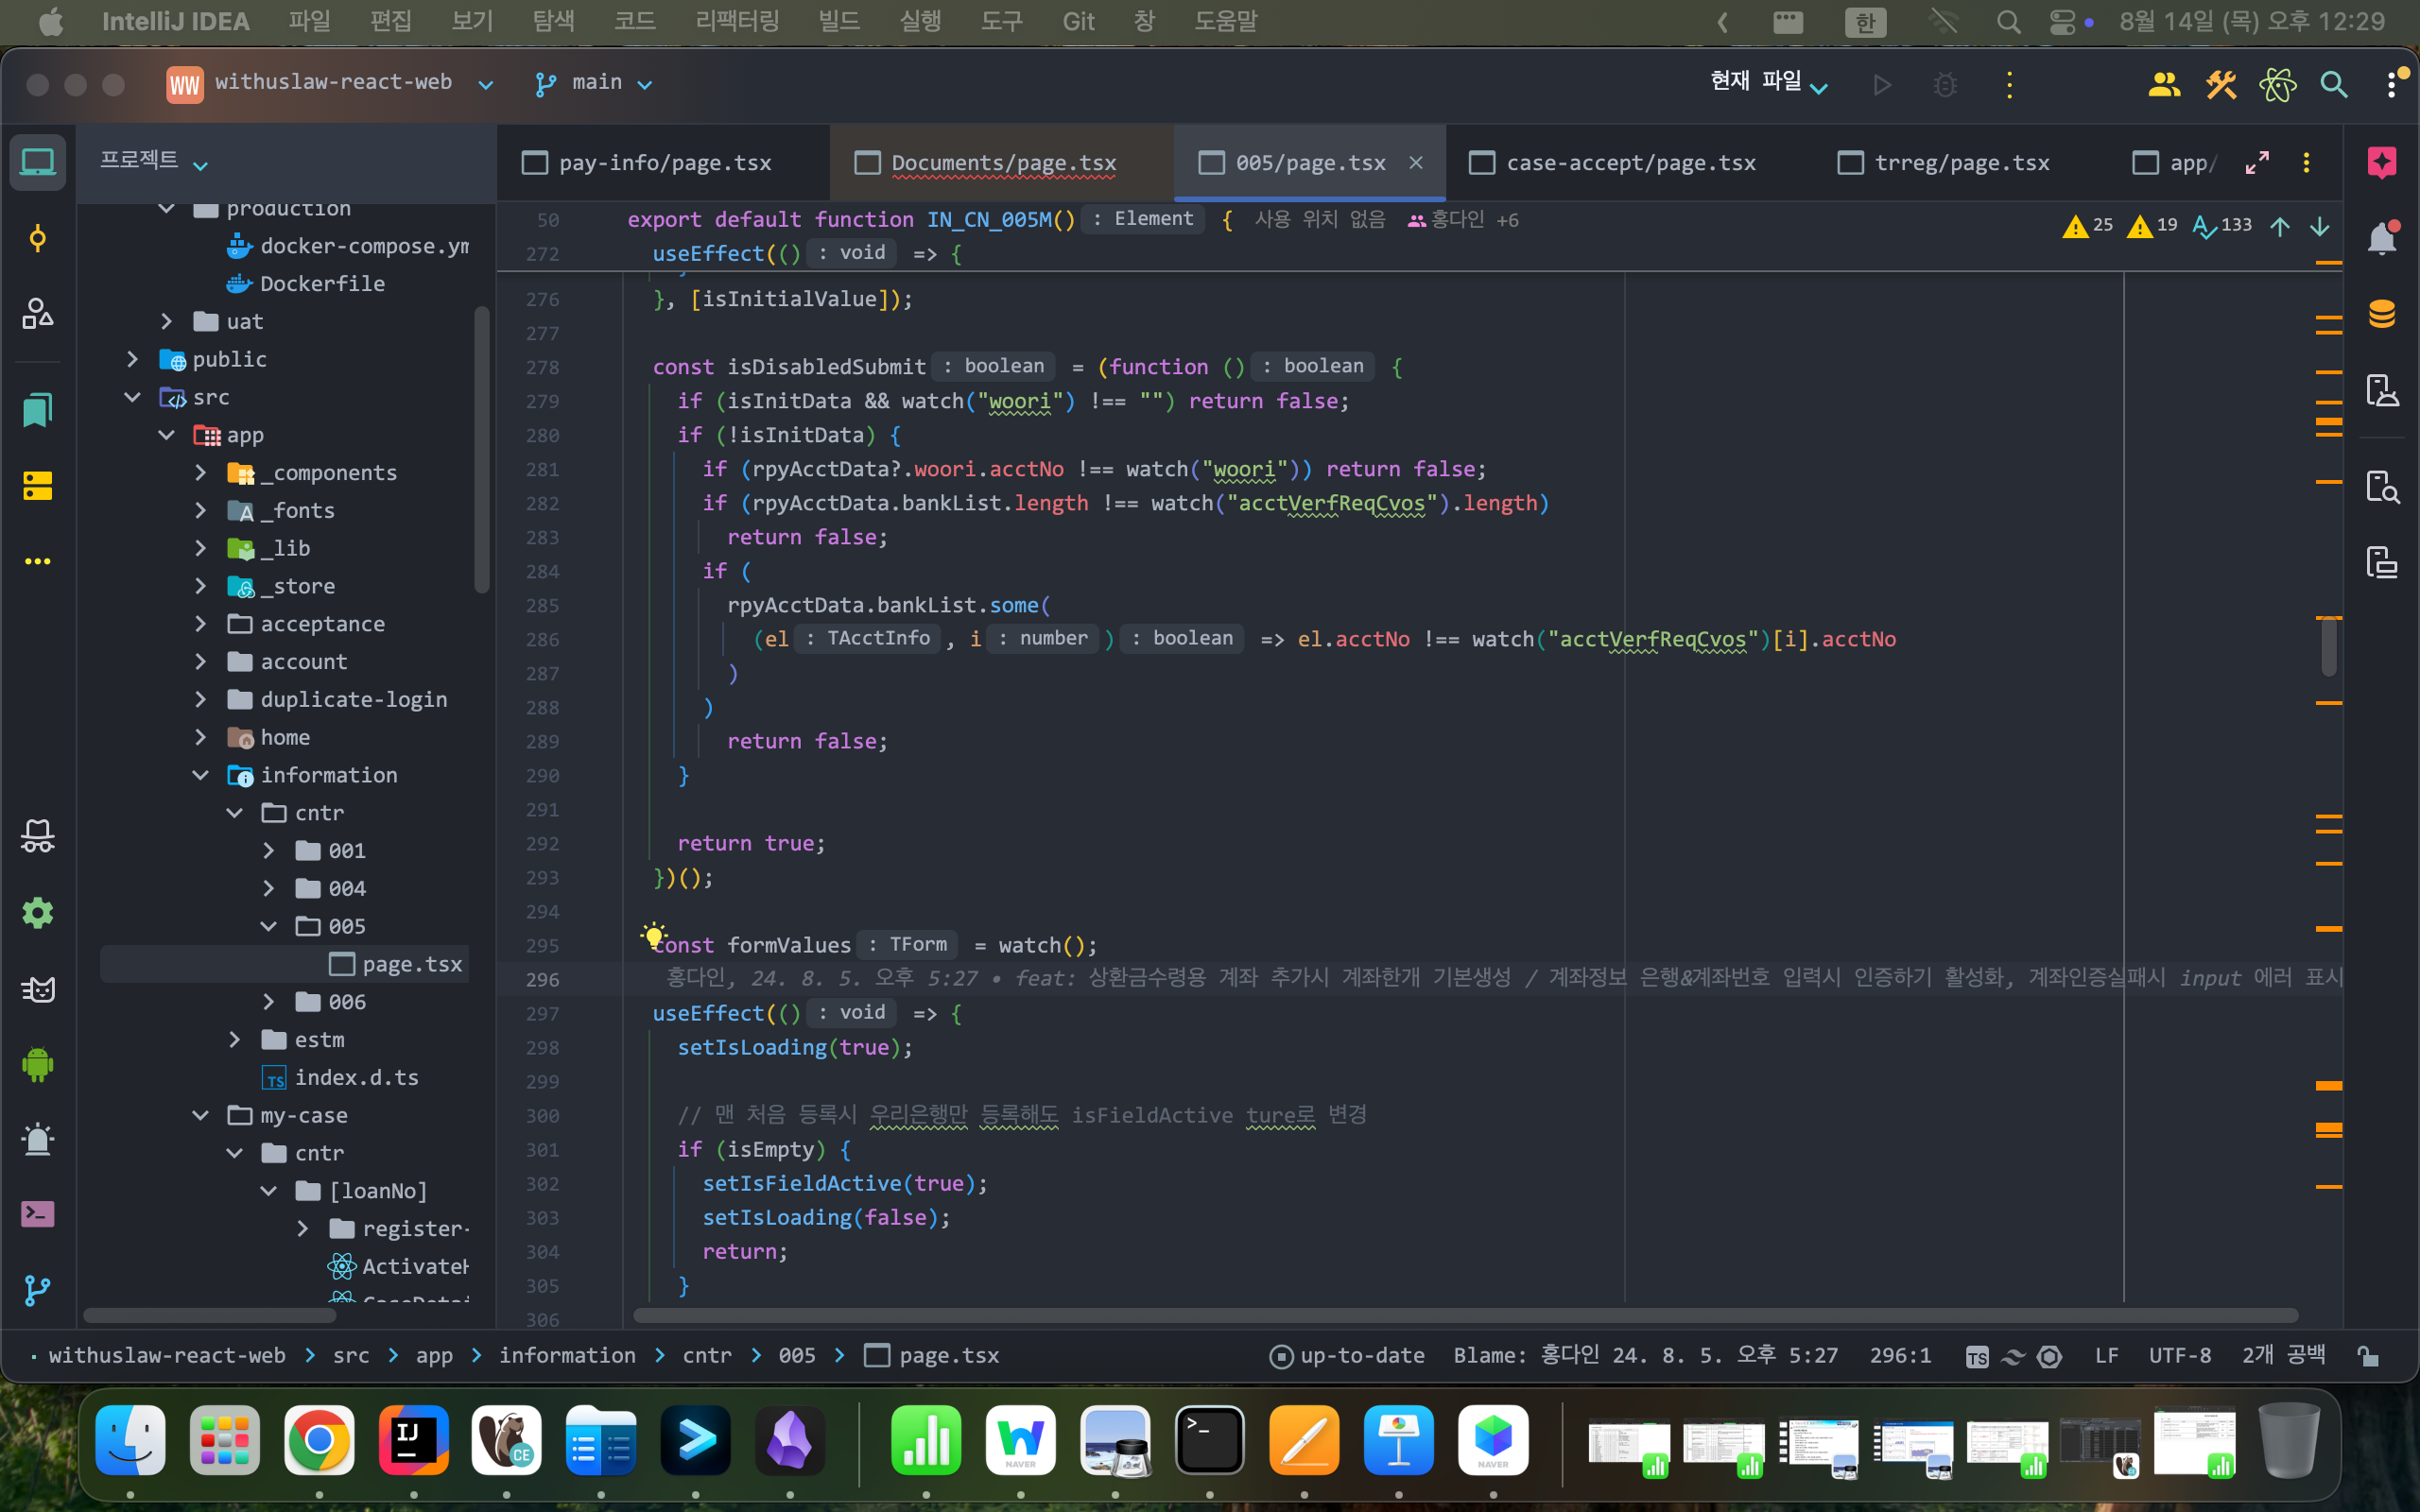 IntelliJ IDEA 파일 편집 보기 탐색 코드 리팩터링 빌드 실행 도구 Git 창 도움말 한 8월 14일 (목) 오후 12:29
WW withuslaw-react-web main 현재 파일
프로젝트
pay-info/page.tsx Documents/page.tsx 005/page.tsx case-accept/page.tsx trreg/page.tsx app/
production
docker-compose.ym
Dockerfile
uat
public
src
app
_components
_fonts
_lib
_store
acceptance
account
duplicate-login
home
information
cntr
001
004
005
page.tsx
006
estm
TS index.d.ts
my-case
cntr
[loanNo]
register-
Activate
50 export default function IN_CN_005M() : Element { 사용 위치 없음 홍다인 +6
25 19 133
272 useEffect(() : void => {
276 }, [isInitialValue]);
277
278 const isDisabledSubmit : boolean = (function () : boolean {
279 if (isInitData && watch("woori") !== "") return false;
280 if (!isInitData) {
281 if (rpyAcctData?.woori.acctNo !== watch("woori")) return false;
282 if (rpyAcctData.bankList.length !== watch("acctVerfReqCvos").length)
283 return false;
284 if (
285 rpyAcctData.bankList.some(
286 (el : TAcctInfo , i : number ) : boolean => el.acctNo !== watch("acctVerfReqCvos")[i].acctNo
287 )
288 )
289 return false;
290 }
291
292 return true;
293 })();
294
295 const formValues : TForm = watch();
296 홍다인, 24. 8. 5. 오후 5:27 • feat: 상환금수령용 계좌 추가시 계좌한개 기본생성 / 계좌정보 은행&계좌번호 입력시 인증하기 활성화, 계좌인증실패시 input 에러 표시
297 useEffect(() : void => {
298 setIsLoading(true);
299
300 // 맨 처음 등록시 우리은행만 등록해도 isFieldActive ture로 변경
301 if (isEmpty) {
302 setIsFieldActive(true);
303 setIsLoading(false);
304 return;
305 }
306
withuslaw-react-web > src > app > information > cntr > 005 > page.tsx
up-to-date Blame: 홍다인 24. 8. 5. 오후 5:27 296:1 TS LF UTF-8 2개 공백
IJ
CE
NAVER
NAVER